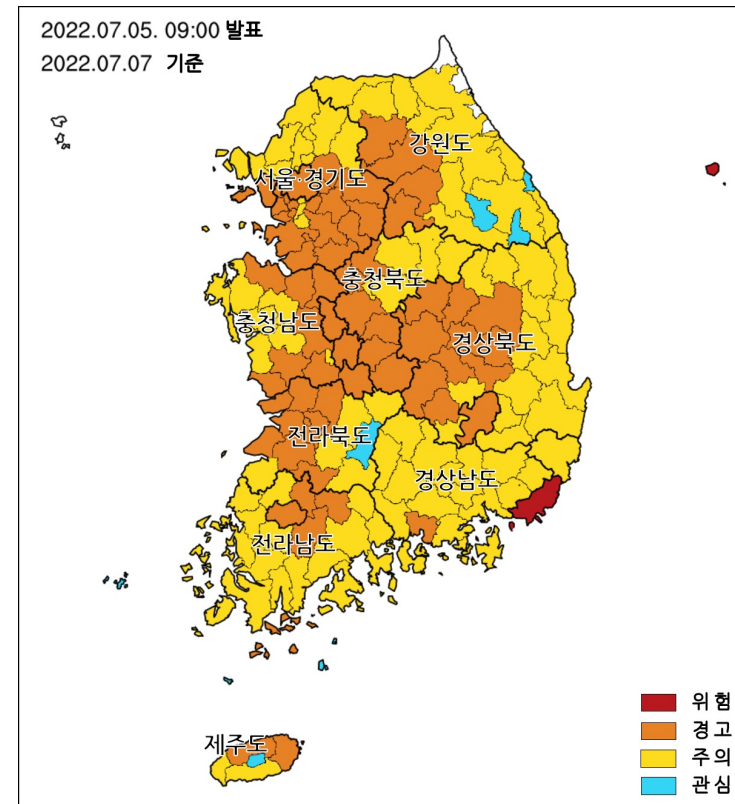 2022.07.05. 09:00 발표
2022.07.07 기준
강원도
서울·경기도
충청북도
충청남도
경상북도
전라북도
경상남도
전라남도
제주도
위험
경고
주의
관심